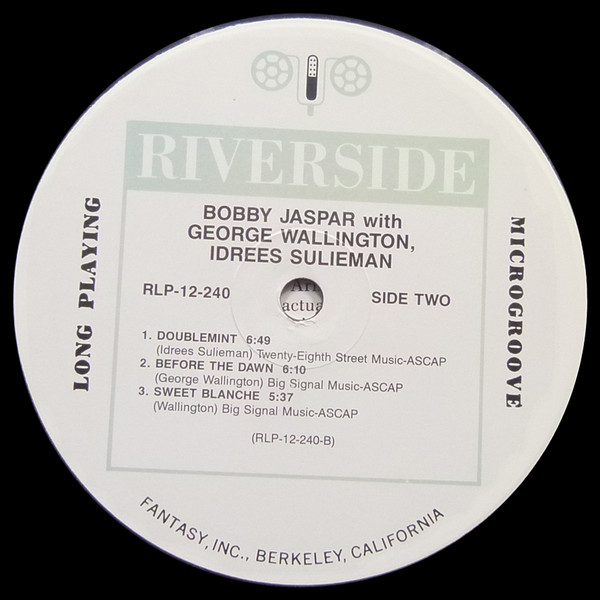 RIVERSIDE
BOBBY JASPAR with
GEORGE WALLINGTON,
IDREES SULIEMAN
LONG PLAYING
MICROGROOVE
RLP-12-240
SIDE TWO
actua
1. DOUBLEMINT 6:49
(Idrees Sulieman) Twenty-Eighth Street Music-ASCAP
2. BEFORE THE DAWN 6:10
(George Wallington) Big Signal Music-ASCAP
3. SWEET BLANCHE 5:37
(Wallington) Big Signal Music-ASCAP
(RLP-12-240-B)
FANTASY, INC., BERKELEY, CALIFORNIA